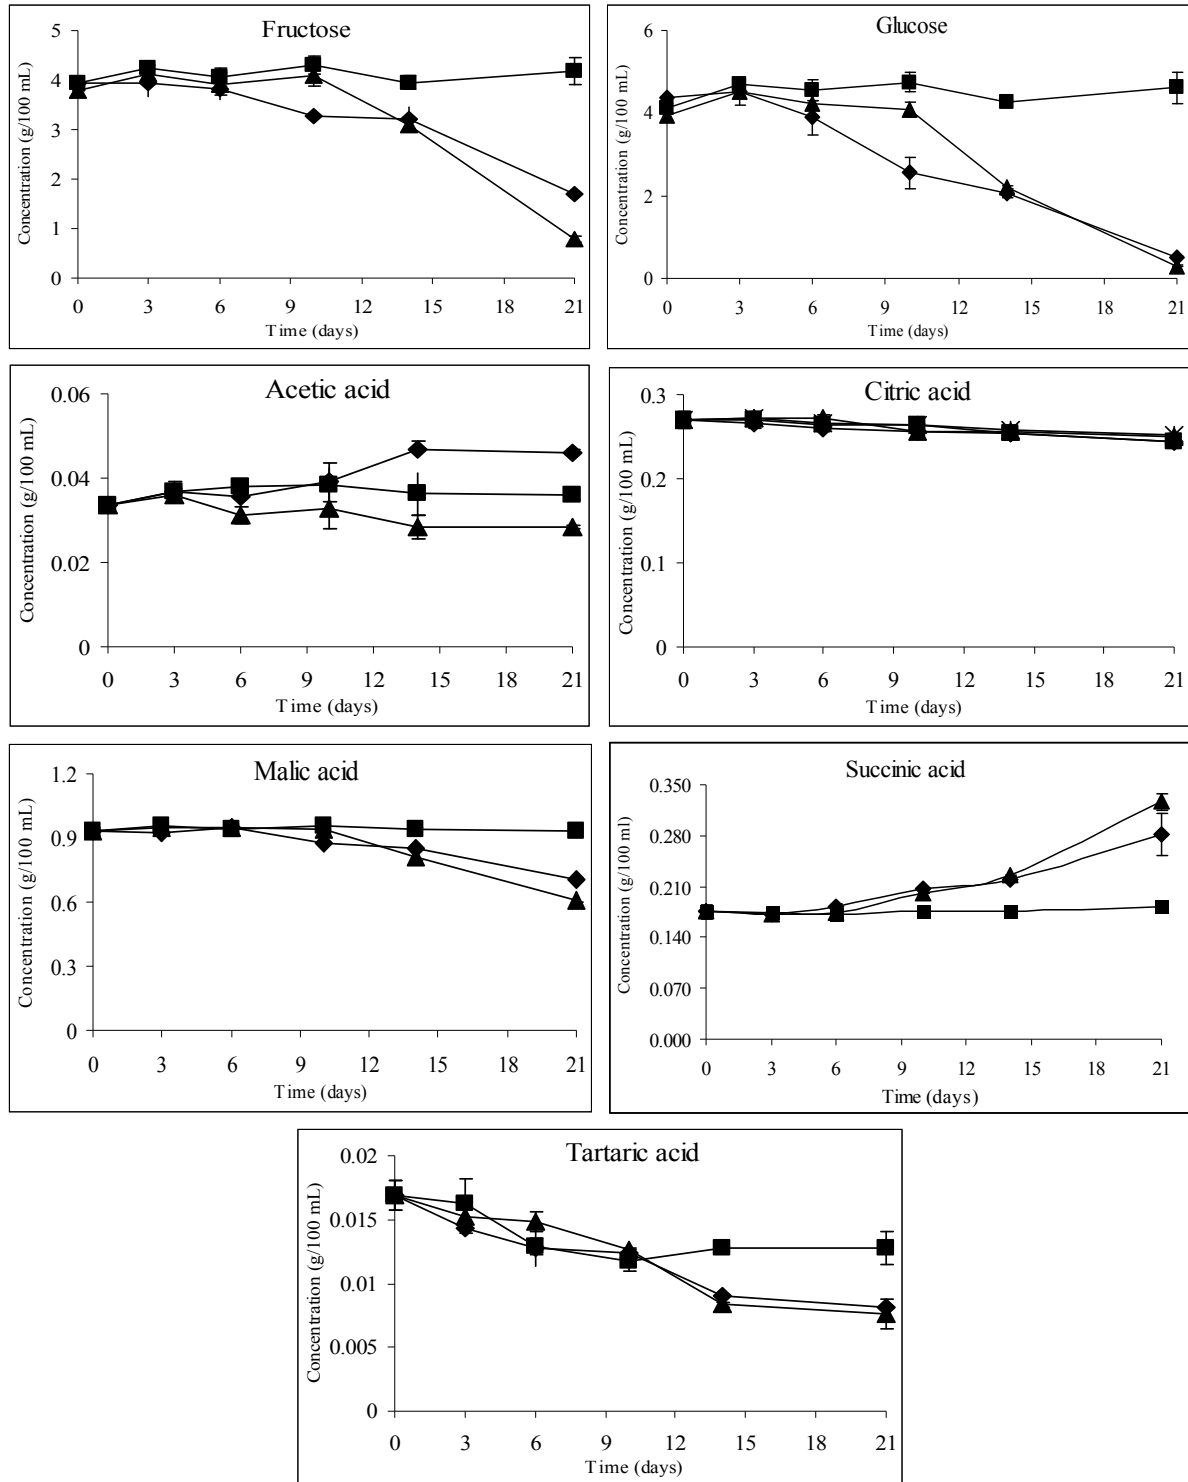 Fructose
Concentration (g/100 mL)
5
4
3
2
1
0
0 3 6 9 12 15 18 21
Time (days)
Glucose
Concentration (g/100 mL)
6
4
2
0
0 3 6 9 12 15 18 21
Time (days)
Acetic acid
Concentration (g/100 mL)
0.06
0.04
0.02
0
0 3 6 9 12 15 18 21
Time (days)
Citric acid
Concentration (g/100 mL)
0.3
0.2
0.1
0
0 3 6 9 12 15 18 21
Time (days)
Malic acid
Concentration (g/100 mL)
1.2
0.9
0.6
0.3
0
0 3 6 9 12 15 18 21
Time (days)
Succinic acid
Concentration (g/100 ml)
0.350
0.280
0.210
0.140
0.070
0.000
0 3 6 9 12 15 18 21
Time (days)
Tartaric acid
Concentration (g/100 mL)
0.02
0.015
0.01
0.005
0
0 3 6 9 12 15 18 21
Time (days)